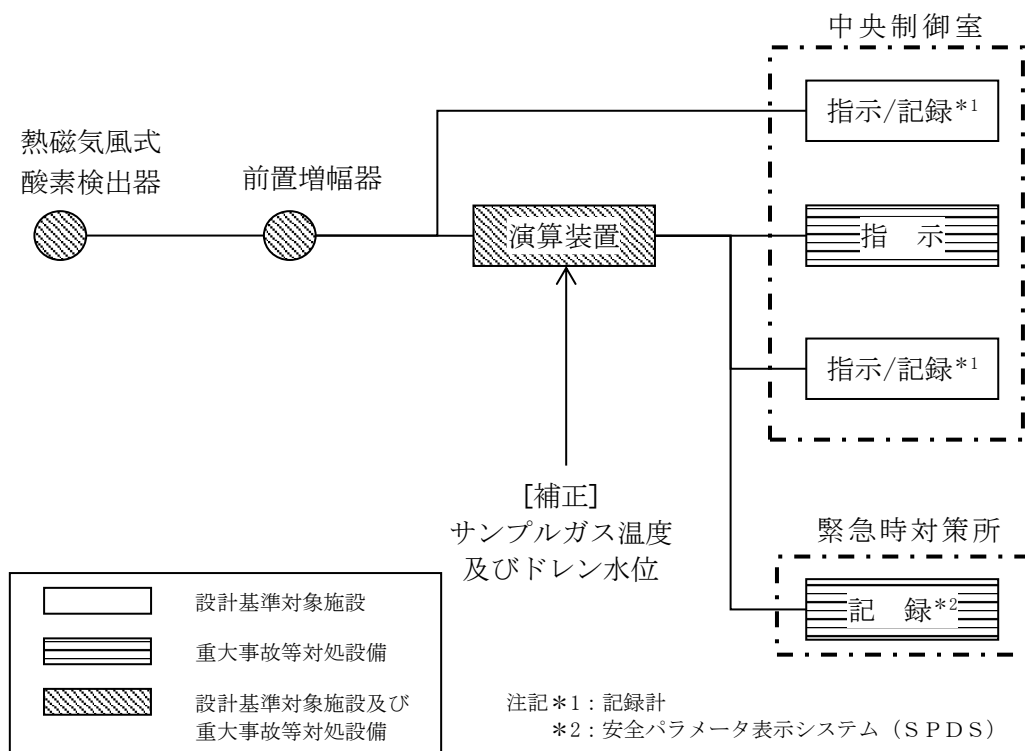 中央制御室
指示/記録*1
熱磁気風式
酸素検出器
前置増幅器
演算装置
指 示
指示/記録*1
[補正]
サンプルガス温度
及びドレン水位
緊急時対策所
記 録*2
設計基準対象施設
重大事故等対処設備
設計基準対象施設及び
重大事故等対処設備
注記*1：記録計
*2：安全パラメータ表示システム（ＳＰＤＳ）